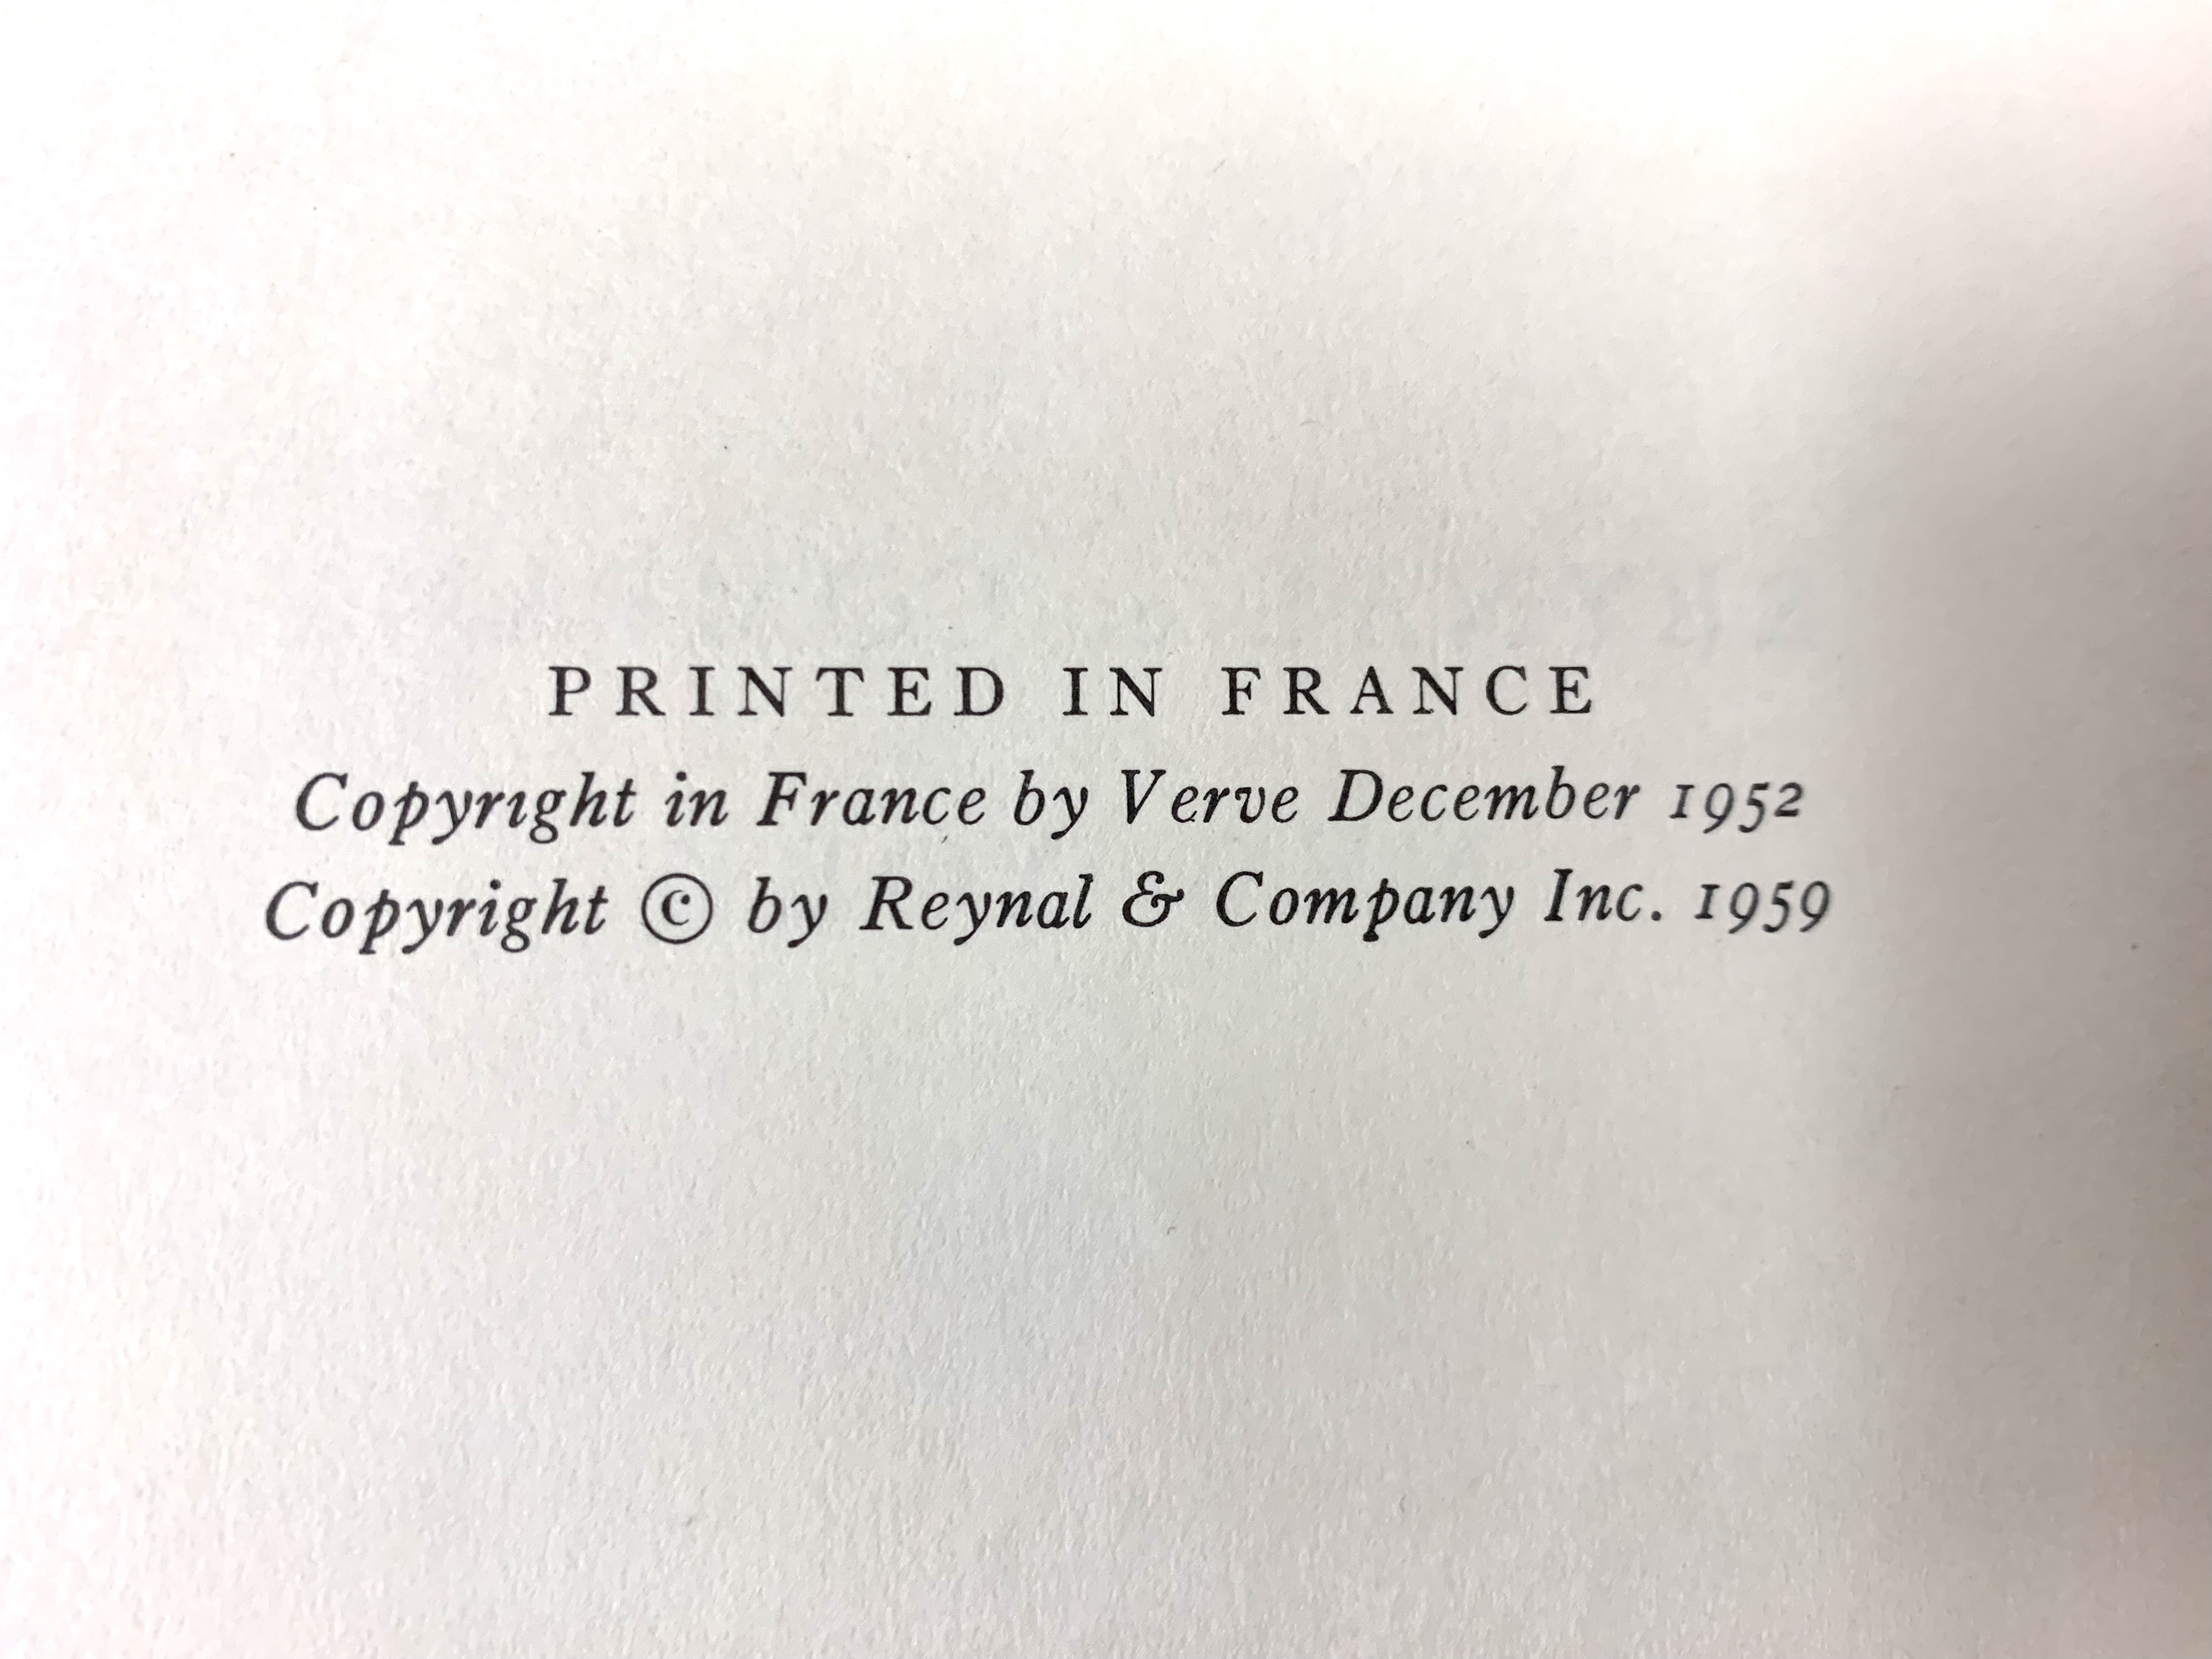 PRINTED IN FRANCE
Copyright in France by Verve December 1952
Copyright © by Reynal & Company Inc. 1959